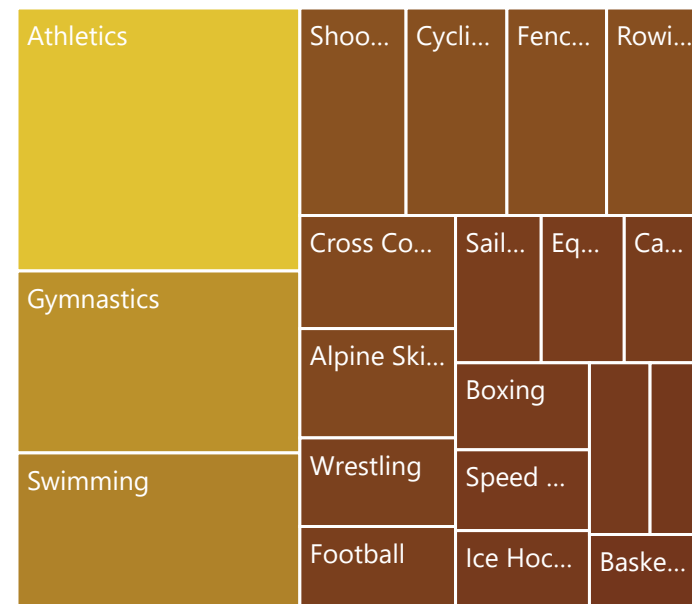 Athletics
Gymnastics
Swimming
Shoo...
Cycli...
Fenc...
Rowi...
Cross Co...
Alpine Ski...
Wrestling
Football
Sail...
Eq...
Ca...
Boxing
Speed ...
Ice Hoc...
Baske...